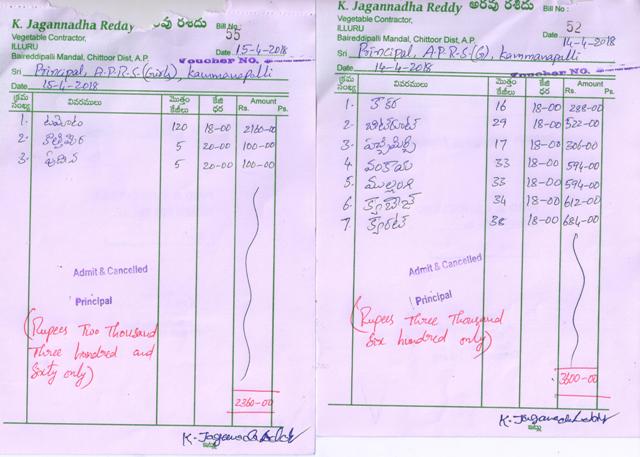 K. Jagannadha Reddy అరవు రశీదు
Vegetable Contractor,
ILLURU
Baireddipalli Mandal, Chittoor Dist, A.P.
Bill No.: 55
Date 15-4-2018
Voucher NO.
Sri Principal, A.P.R.S (Girls), Kammanapalli
Date 15-4-2018
క్రమ సంఖ్య వివరములు మొత్తం కేజీలు కేజీ ధర Amount Rs. Ps.
1. టమోటా 120 18-00 2160-00
2. కొత్తిమీర 5 20-00 100-00
3. పుదీన 5 20-00 100-00
Admit & Cancelled
Principal
(Rupees Two Thousand
Three hundred and
Sixty only)
2360-00
K. Jagannadha Reddy
K. Jagannadha Reddy అరవు రశీదు
Vegetable Contractor,
ILLURU
Baireddipalli Mandal, Chittoor Dist, A.P.
Bill No: 52
Date 14-4-2018
Voucher NO.
Sri Principal, A.P.R.S (G), Kammanapalli
Date 14-4-2018
క్రమ సంఖ్య వివరములు మొత్తం కేజీలు కేజీ ధర Amount Rs. Ps.
1. కాకర 16 18-00 288-00
2. బీట్‌రూట్ 29 18-00 522-00
3. 17 18-00 306-00
4. వంకాయ 33 18-00 594-00
5. ముల్లంగి 33 18-00 594-00
6. క్యాబేజ్ 34 18-00 612-00
7. క్యారెట్ 38 18-00 684-00
Admit & Cancelled
Principal
(Rupees Three Thousand
Six hundred only)
3600-00
K. Jagannadha Reddy